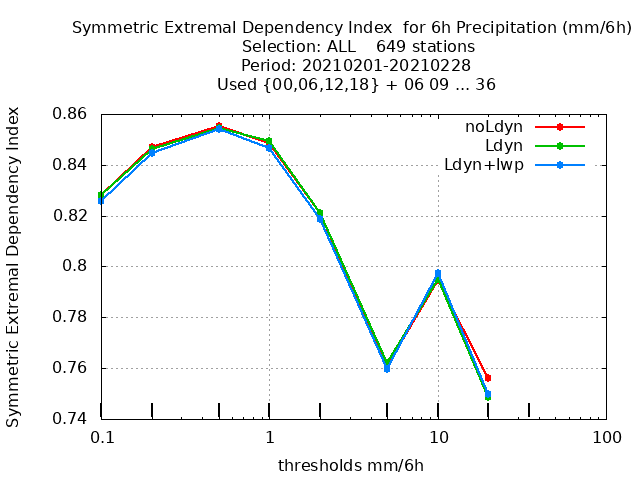 Symmetric Extremal Dependency Index  for 6h Precipitation (mm/6h)
Selection: ALL    649 stations
Period: 20210201-20210228
Used {00,06,12,18} + 06 09 ... 36
Symmetric Extremal Dependency Index
0.86
0.84
0.82
0.8
0.78
0.76
0.74
noLdyn
Ldyn
Ldyn+lwp
0.1 1 10 100
thresholds mm/6h